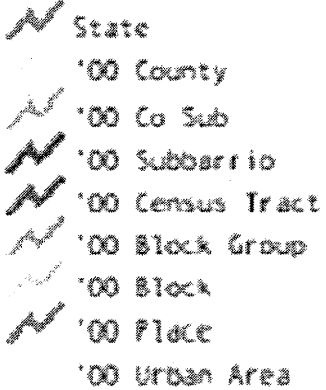 State
'00 County
'00 Co Sub
'00 Subbarrio
'00 Census Tract
'00 Block Group
'00 Block
'00 Place
'00 Urban Area